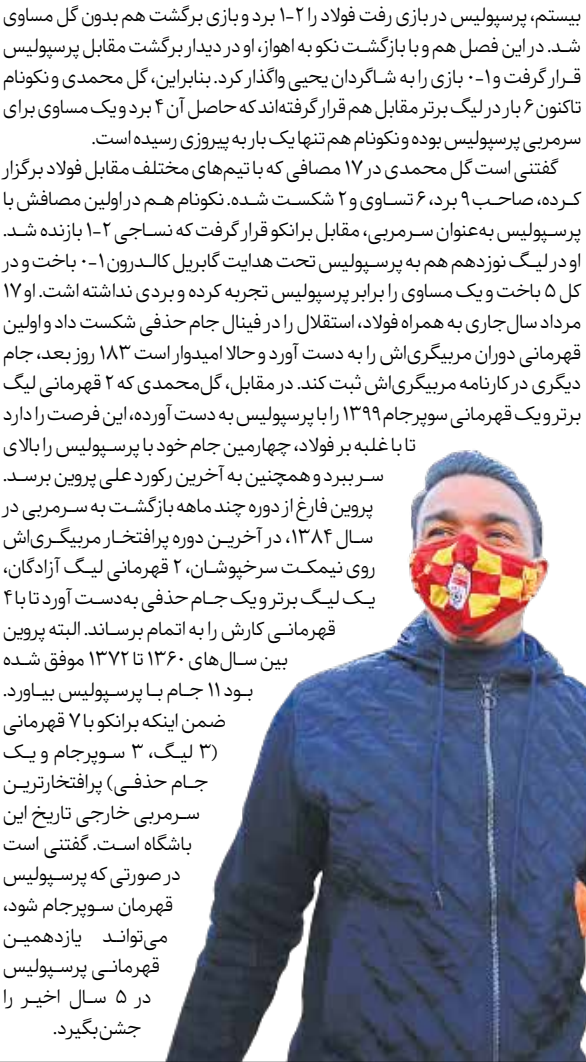 بیستم، پرسپولیس در بازی رفت فولاد را ۲-۱ برد و بازی برگشت هم بدون گل مساوی
شد. در این فصل هم و با بازگشت نکو به اهواز، او در دیدار برگشت مقابل پرسپولیس
قرار گرفت و ۱-۰ بازی را به شاگردان یحیی واگذار کرد. بنابراین، گل محمدی و نکونام
تاکنون ۶ بار در لیگ برتر مقابل هم قرار گرفته‌اند که حاصل آن ۴ برد و یک مساوی برای
سرمربی پرسپولیس بوده و نکونام هم تنها یک بار به پیروزی رسیده است.
گفتنی است گل محمدی در ۱۷ مصافی که با تیم‌های مختلف مقابل فولاد برگزار
کرده، صاحب ۹ برد، ۶ تساوی و ۲ شکست شده. نکونام هم در اولین مصافش با
پرسپولیس به‌عنوان سرمربی، مقابل برانکو قرار گرفت که نساجی ۲-۱ بازنده شد.
او در لیگ نوزدهم هم به پرسپولیس تحت هدایت گابریل کالدرون ۱-۰ باخت و در
کل ۵ باخت و یک مساوی را برابر پرسپولیس تجربه کرده و بردی نداشته اشت. او ۱۷
مرداد سال جاری به همراه فولاد، استقلال را در فینال جام حذفی شکست داد و اولین
قهرمانی دوران مربیگری‌اش را به دست آورد و حالا امیدوار است ۱۸۳ روز بعد، جام
دیگری در کارنامه مربیگری‌اش ثبت کند. در مقابل، گل‌محمدی که ۲ قهرمانی لیگ
برتر و یک قهرمانی سوپرجام ۱۳۹۹ را با پرسپولیس به دست آورده، این فرصت را دارد
تا با غلبه بر فولاد، چهارمین جام خود با پرسپولیس را بالای
سر ببرد و همچنین به آخرین رکورد علی پروین برسد.
پروین فارغ از دوره چند ماهه بازگشت به سرمربی در
سال ۱۳۸۴، در آخرین دوره پرافتخار مربیگری‌اش
روی نیمکت سرخپوشان، ۲ قهرمانی لیگ آزادگان،
یک لیگ برتر و یک جام حذفی به‌دست آورد تا با ۴
قهرمانی کارش را به اتمام برساند. البته پروین
بین سال‌های ۱۳۶۰ تا ۱۳۷۲ موفق شده
بود ۱۱ جام با پرسپولیس بیاورد.
ضمن اینکه برانکو با ۷ قهرمانی
(۳ لیگ، ۳ سوپرجام و یک
جام حذفی) پرافتخارترین
سرمربی خارجی تاریخ این
باشگاه است. گفتنی است
در صورتی که پرسپولیس
قهرمان سوپرجام شود،
می‌تواند یازدهمین
قهرمانی پرسپولیس
در ۵ سال اخیر را
جشن بگیرد.